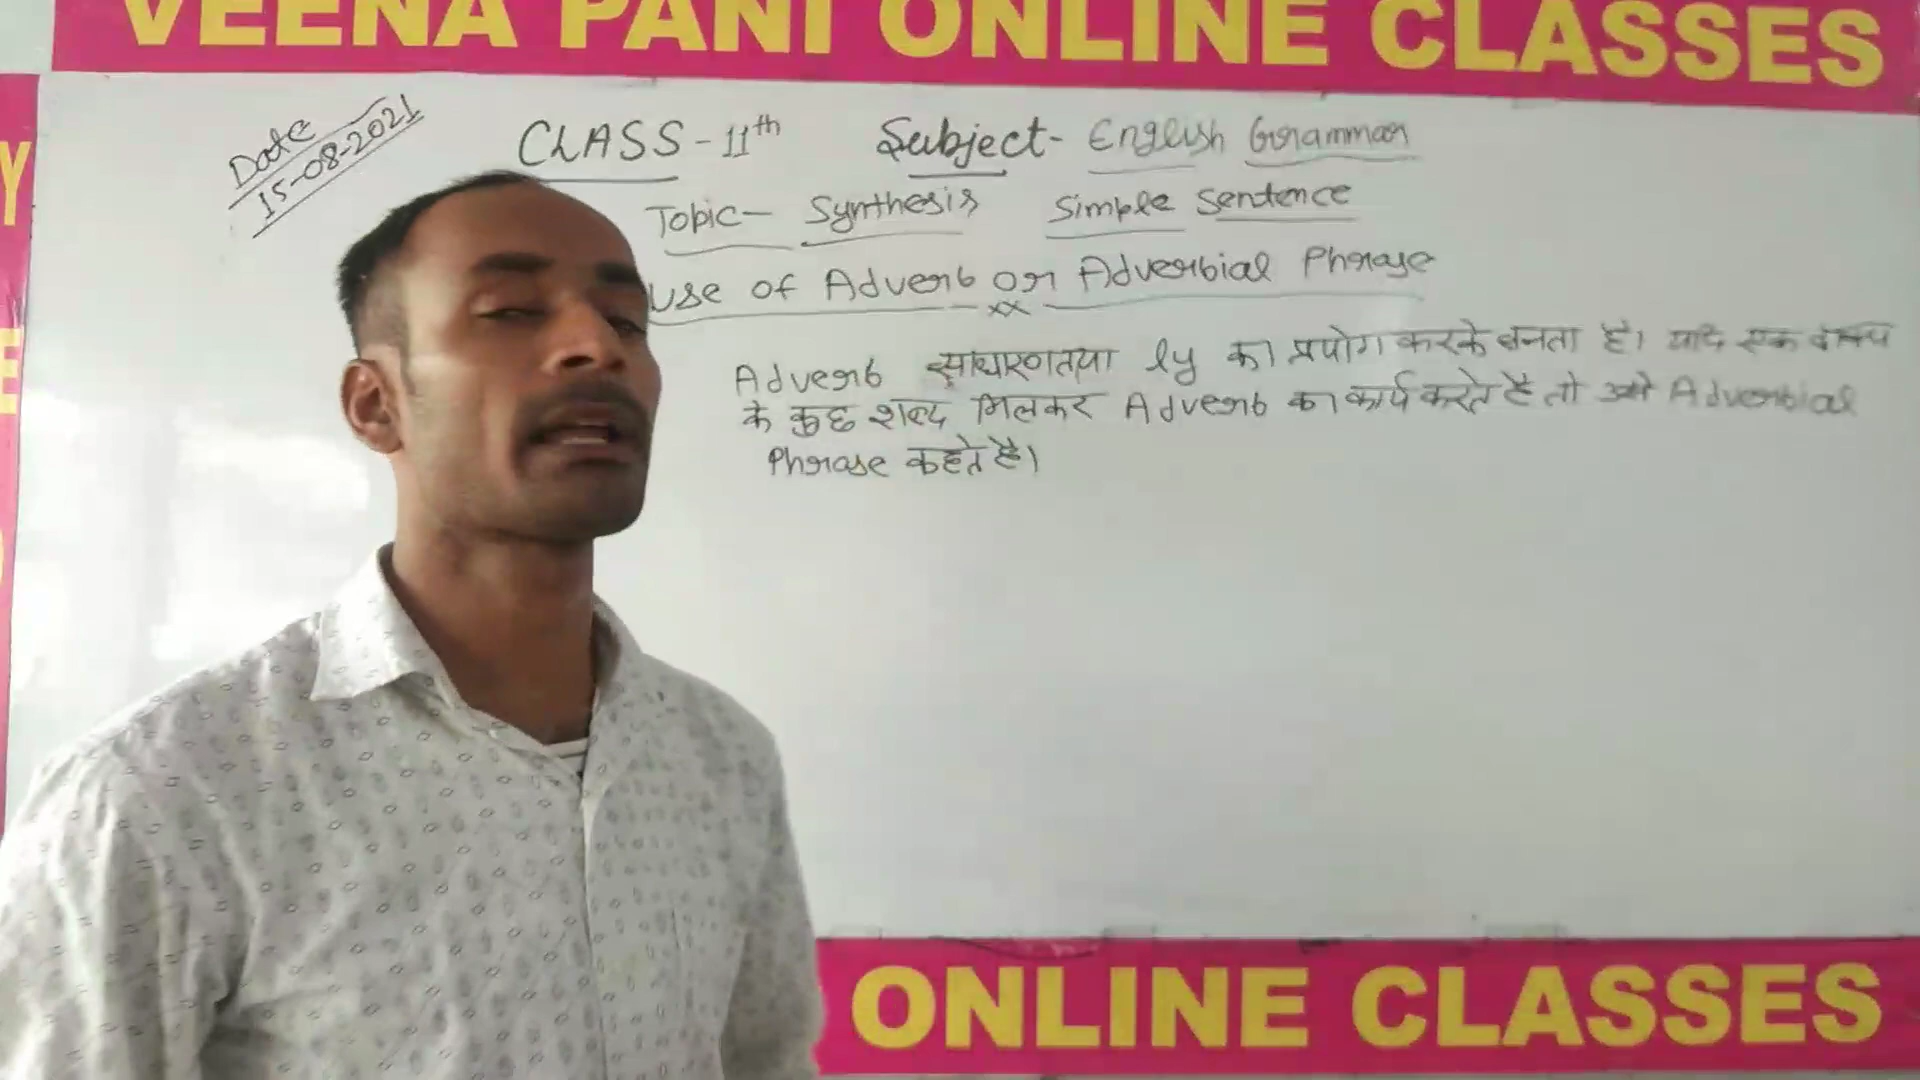 VEENA PANI ONLINE CLASSES
Date
15-08-2021
CLASS - 11th Subject- English Grammar
Topic- Synthesis Simple Sentence
use of Adverb or Adverbial Phrase
Adverb साधारणतया ly का प्रयोग करके बनता है। यदि एक वाक्य
के कुछ शब्द मिलकर Adverb का कार्य करते है तो उसे Adverbial
Phrase कहते है।
Y
E
ONLINE CLASSES